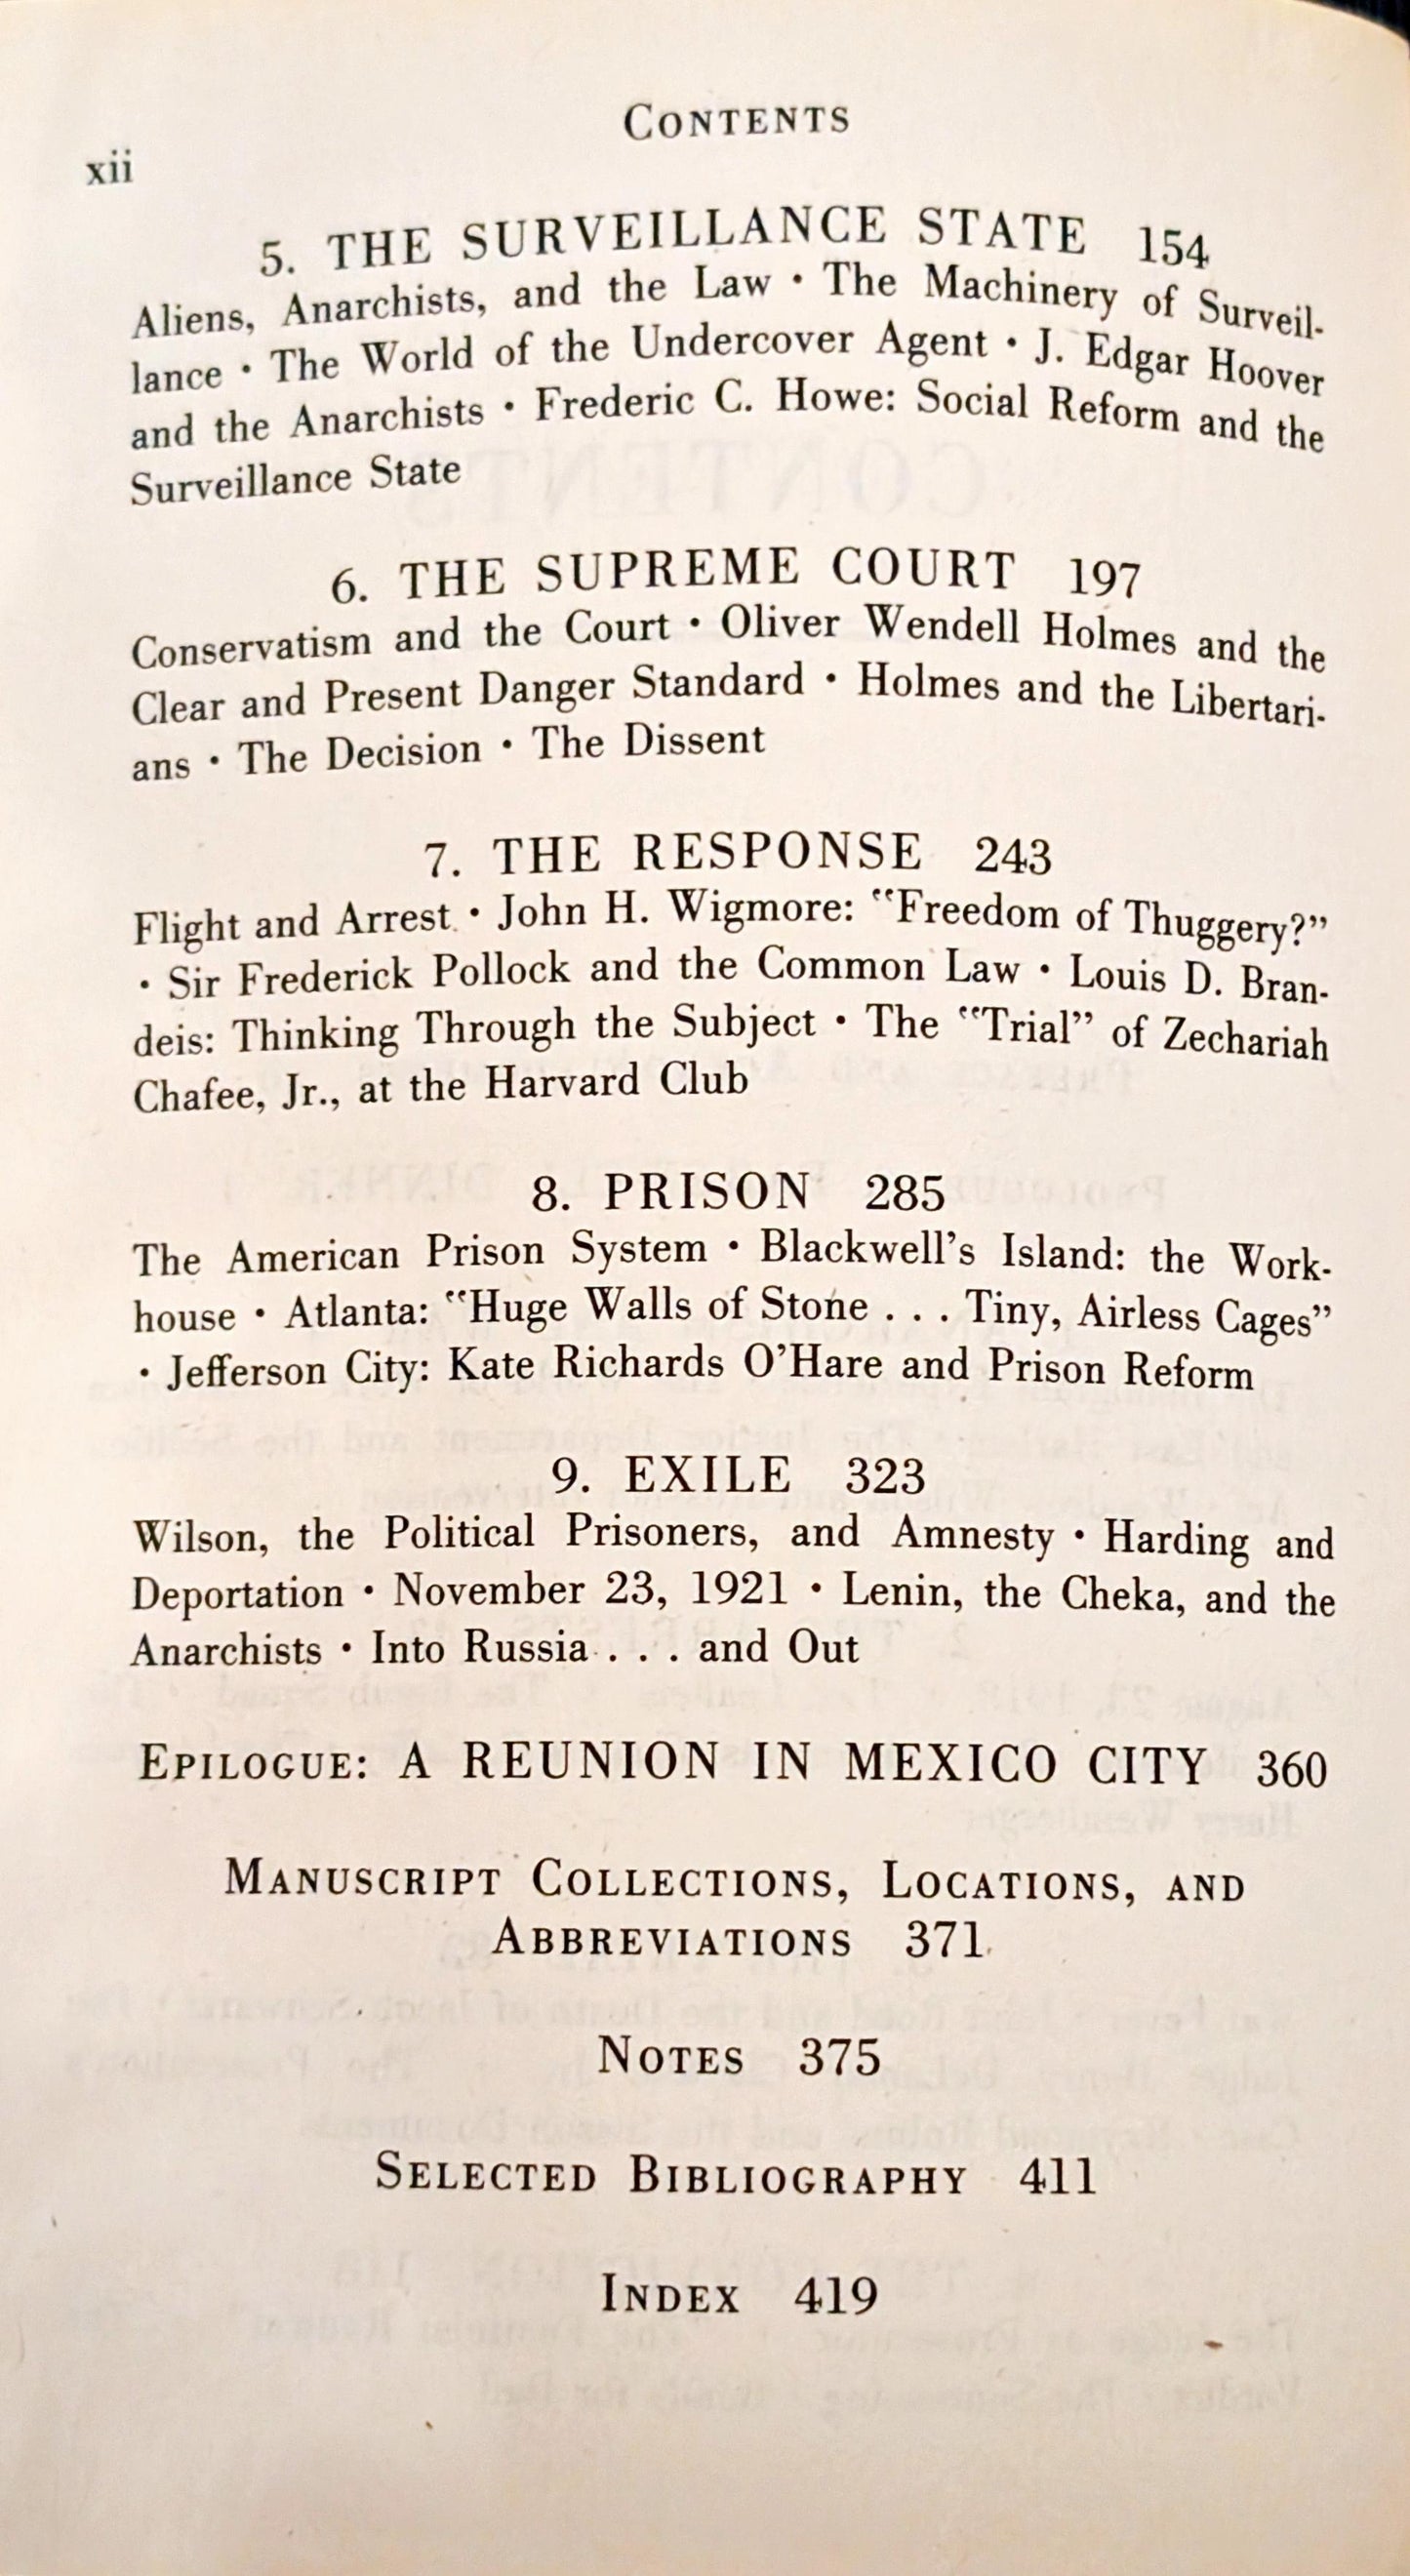 CONTENTS
xii
5. THE SURVEILLANCE STATE 154
Aliens, Anarchists, and the Law • The Machinery of Surveil-
lance • The World of the Undercover Agent • J. Edgar Hoover
and the Anarchists • Frederic C. Howe: Social Reform and the
Surveillance State
6. THE SUPREME COURT 197
Conservatism and the Court • Oliver Wendell Holmes and the
Clear and Present Danger Standard • Holmes and the Libertari-
ans • The Decision • The Dissent
7. THE RESPONSE 243
Flight and Arrest • John H. Wigmore: "Freedom of Thuggery?"
• Sir Frederick Pollock and the Common Law • Louis D. Bran-
deis: Thinking Through the Subject • The "Trial" of Zechariah
Chafee, Jr., at the Harvard Club
8. PRISON 285
The American Prison System • Blackwell's Island: the Work-
house • Atlanta: "Huge Walls of Stone . . . Tiny, Airless Cages"
• Jefferson City: Kate Richards O'Hare and Prison Reform
9. EXILE 323
Wilson, the Political Prisoners, and Amnesty • Harding and
Deportation • November 23, 1921 • Lenin, the Cheka, and the
Anarchists • Into Russia . . . and Out
EPILOGUE: A REUNION IN MEXICO CITY 360
MANUSCRIPT COLLECTIONS, LOCATIONS, AND
ABBREVIATIONS 371
NOTES 375
SELECTED BIBLIOGRAPHY 411
INDEX 419